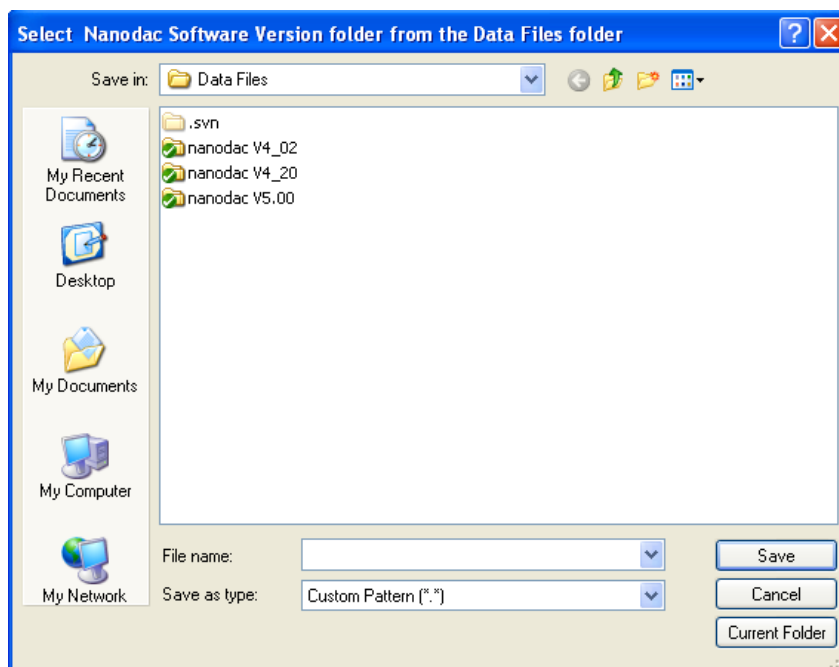 Select Nanodac Software Version folder from the Data Files folder
Save in:
Data Files
My Recent
Documents
Desktop
My Documents
My Computer
My Network
.svn
nanodac V4_02
nanodac V4_20
nanodac V5.00
File name:
Save
Save as type:
Custom Pattern (*.*)
Cancel
Current Folder